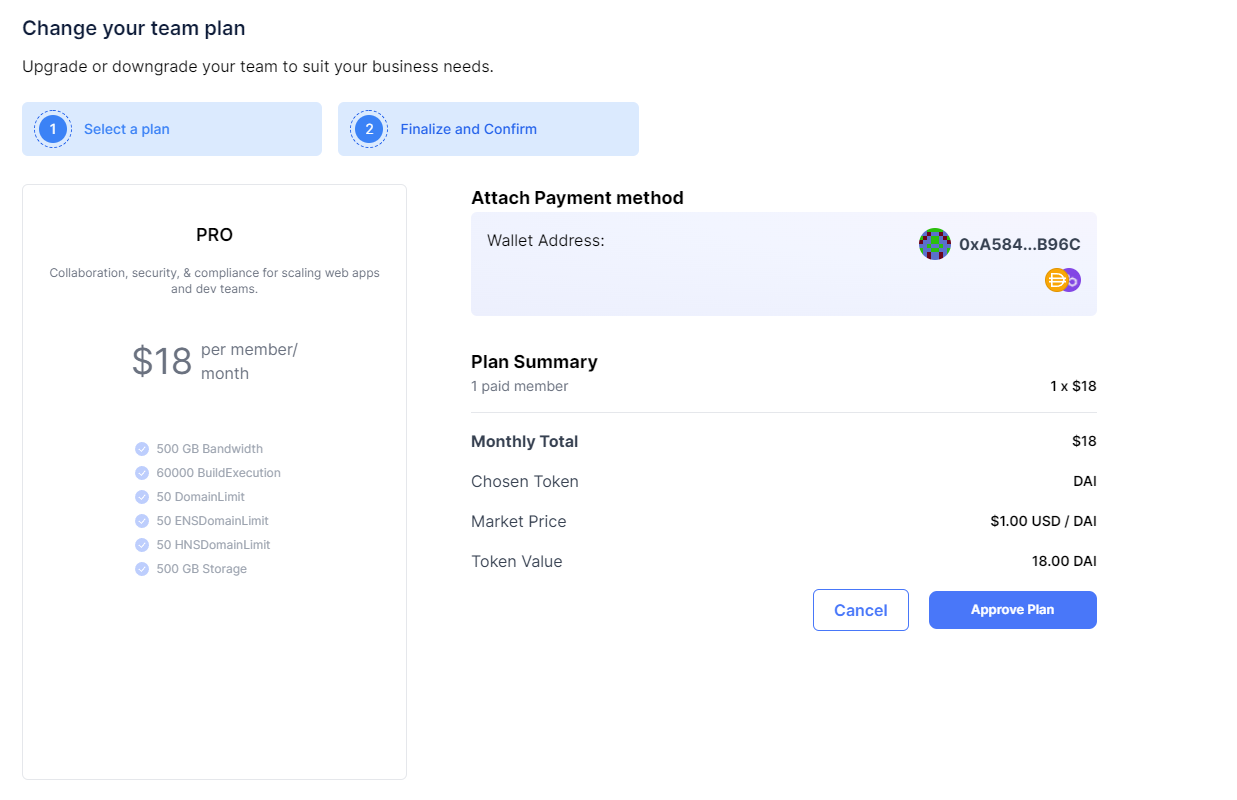 Change your team plan
Upgrade or downgrade your team to suit your business needs.
1 Select a plan
2 Finalize and Confirm
PRO
Collaboration, security, & compliance for scaling web apps
and dev teams.
$18 per member/
month
500 GB Bandwidth
60000 BuildExecution
50 DomainLimit
50 ENSDomainLimit
50 HNSDomainLimit
500 GB Storage
Attach Payment method
Wallet Address: 0xA584...B96C
Plan Summary
1 paid member 1 x $18
Monthly Total $18
Chosen Token DAI
Market Price $1.00 USD / DAI
Token Value 18.00 DAI
Cancel Approve Plan